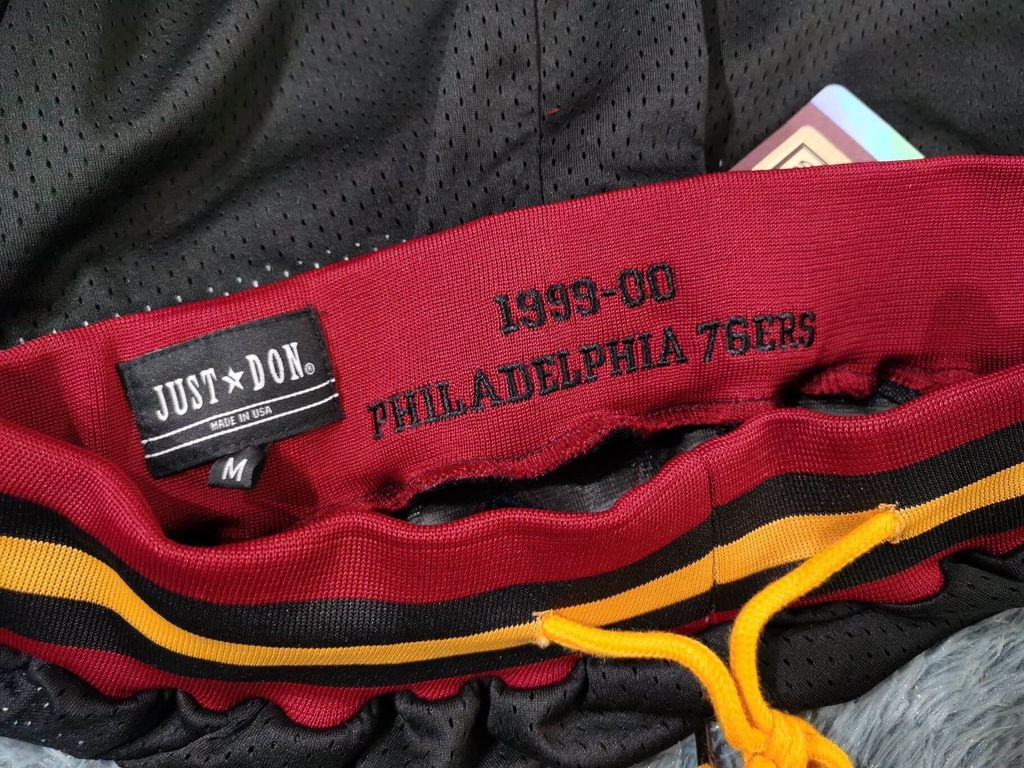 JUST★DON®
MADE IN USA
M
1999-00
PHILADELPHIA 76ERS